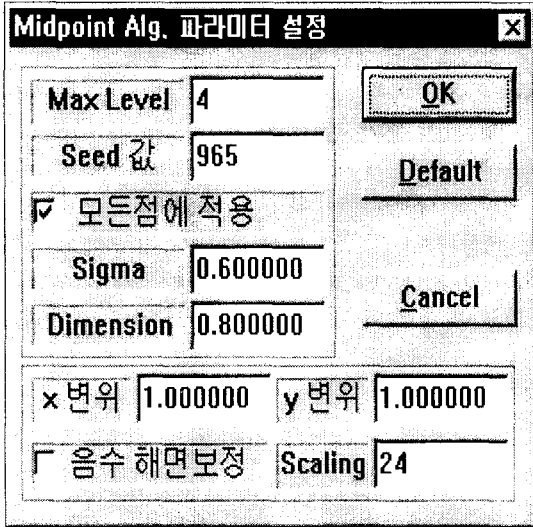 Midpoint Alg. 파라미터 설정
Max Level 4
OK
Seed 값 965
Default
모든점에 적용
Sigma 0.600000
Cancel
Dimension 0.800000
x 변위 1.000000 y 변위 1.000000
음수 해면보정 Scaling 24